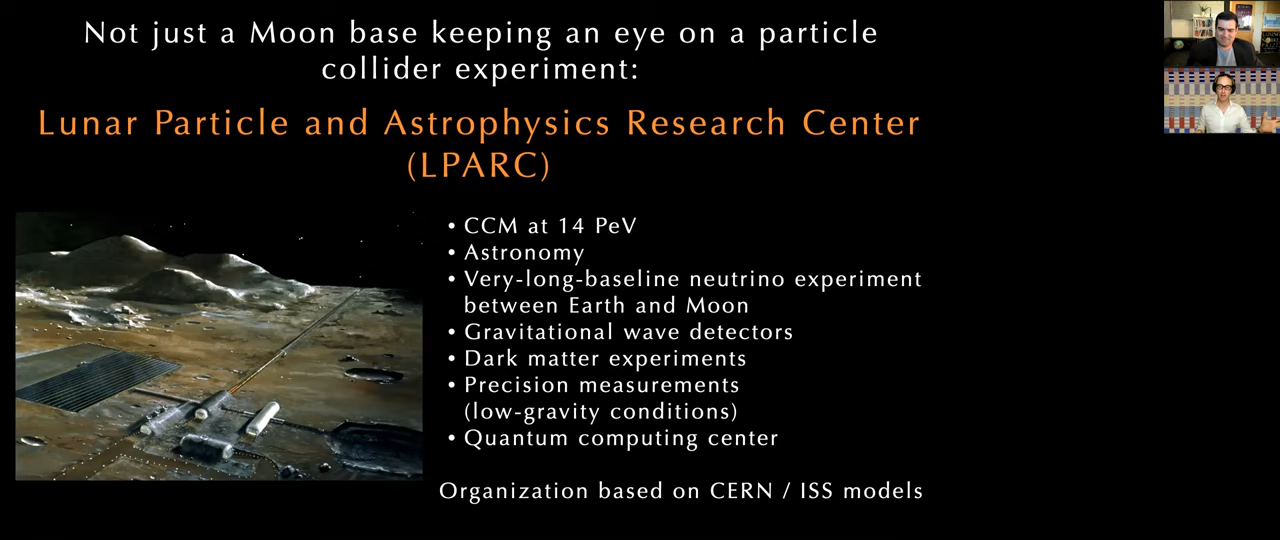 Not just a Moon base keeping an eye on a particle
collider experiment:
Lunar Particle and Astrophysics Research Center
(LPARC)
• CCM at 14 PeV
• Astronomy
• Very-long-baseline neutrino experiment
between Earth and Moon
• Gravitational wave detectors
• Dark matter experiments
• Precision measurements
(low-gravity conditions)
• Quantum computing center
Organization based on CERN / ISS models